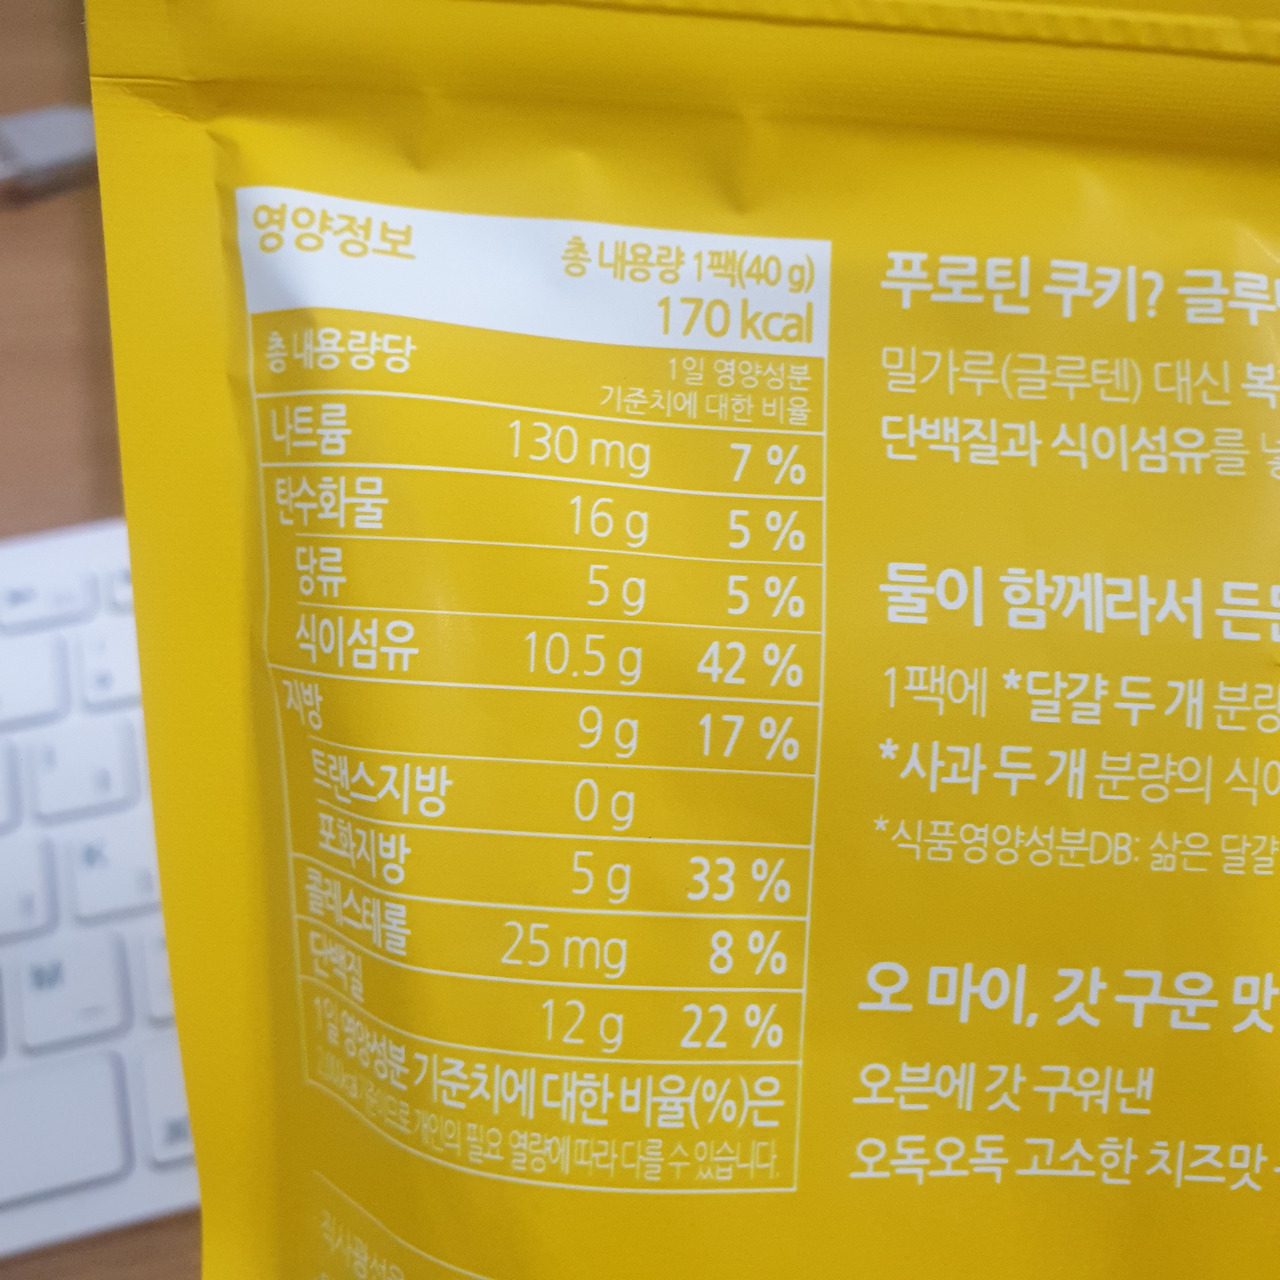 영양정보
총 내용량 1팩(40 g)
170 kcal
총 내용량당
1일 영양성분
기준치에 대한 비율
나트륨 130 mg 7 %
탄수화물 16 g 5 %
당류 5 g 5 %
식이섬유 10.5 g 42 %
지방 9 g 17 %
트랜스지방 0 g
포화지방 5 g 33 %
콜레스테롤 25 mg 8 %
단백질 12 g 22 %
1일 영양성분 기준치에 대한 비율(%)은
2,000kcal 기준이므로 개인의 필요 열량에 따라 다를 수 있습니다.
푸로틴 쿠키? 글루
밀가루(글루텐) 대신
단백질과 식이섬유를
둘이 함께라서
1팩에 *달걀 두 개 분량
*사과 두 개 분량의
*식품영양성분DB: 삶은 달걀
오 마이, 갓 구운 맛
오븐에 갓 구워낸
오독오독 고소한 치즈맛